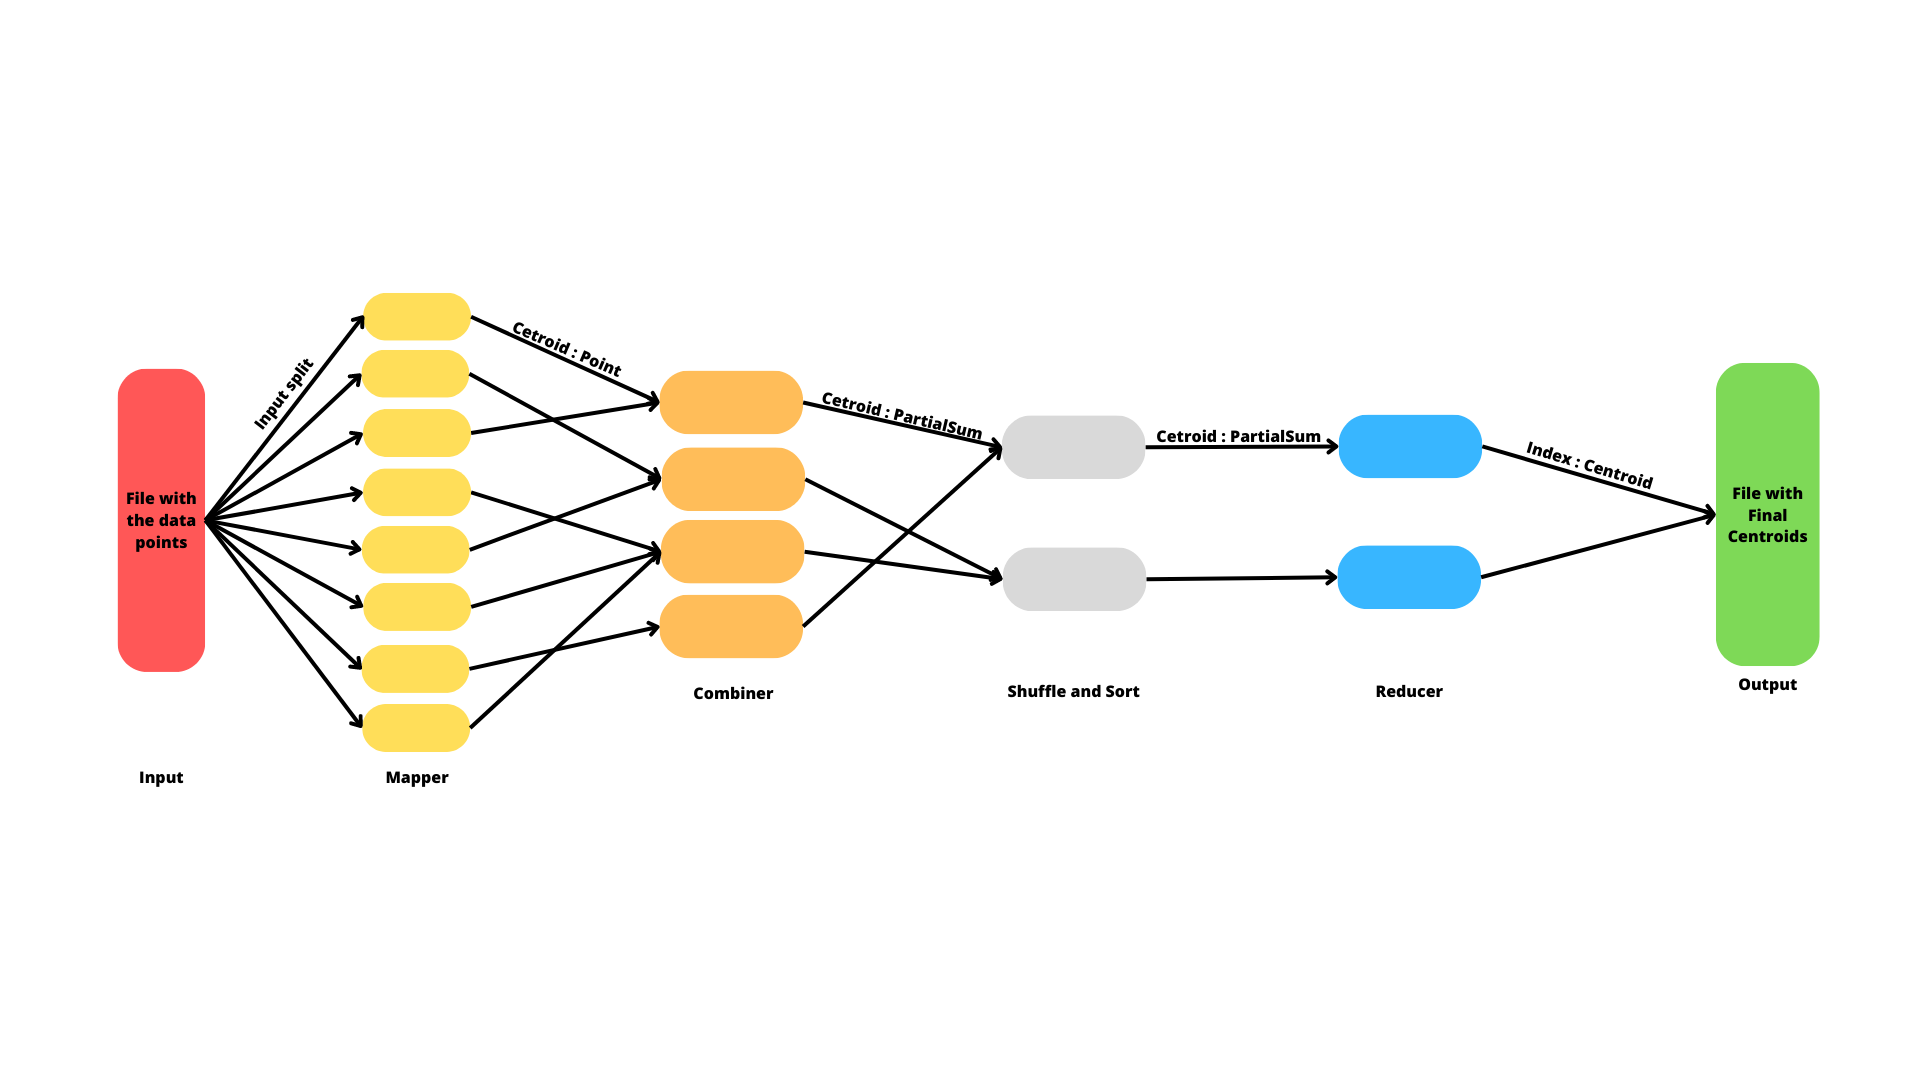 Input split
Cetroid : Point
Cetroid : PartialSum
Cetroid : PartialSum
Index : Centroid
File with
the data
points
File with
Final
Centroids
Input
Mapper
Combiner
Shuffle and Sort
Reducer
Output